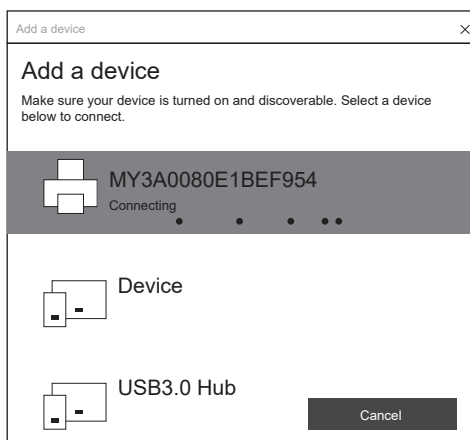 Add a device
Add a device
Make sure your device is turned on and discoverable. Select a device
below to connect.
MY3A0080E1BEF954
Connecting
Device
USB3.0 Hub
Cancel